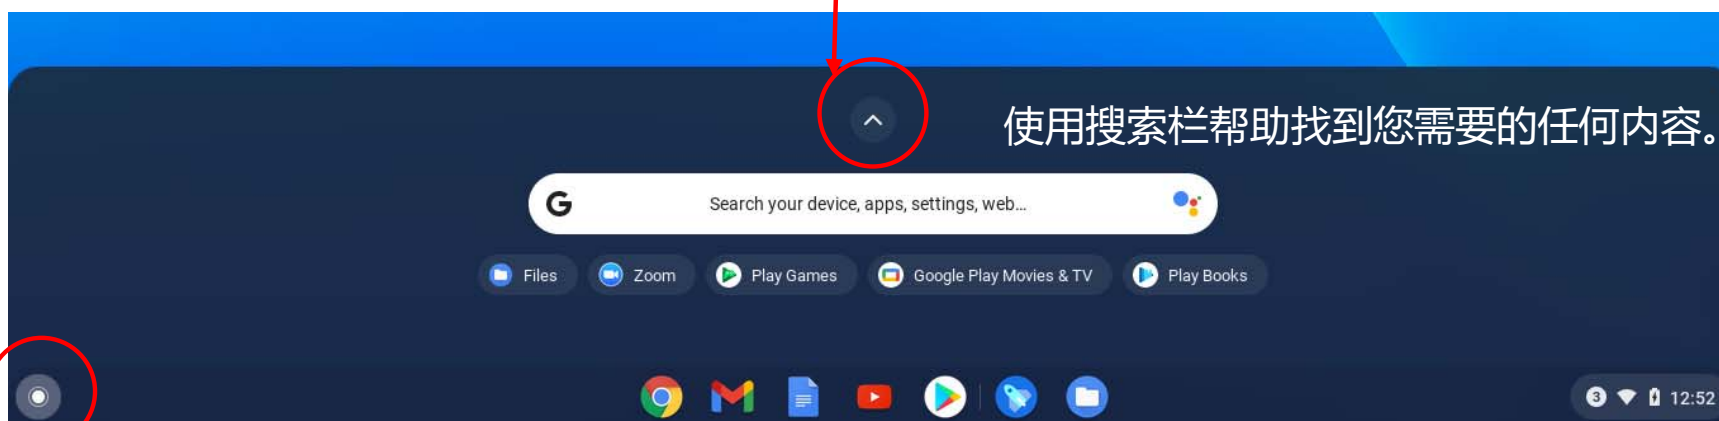 使用搜索栏帮助找到您需要的任何内容。
G Search your device, apps, settings, web...
Files Zoom Play Games Google Play Movies & TV Play Books
3 12:52